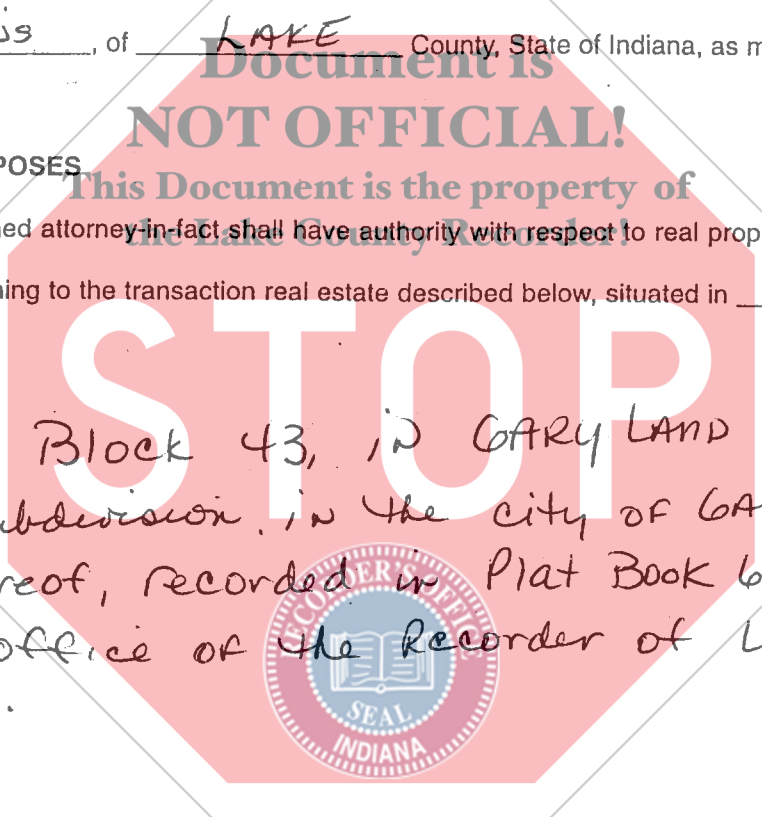 is, of LAKE County, State of Indiana, as m
Document is
NOT OFFICIAL!
POSES
This Document is the property of
ned attorney-in-fact shall have authority with respect to real prop
the Lake County Recorder!
ning to the transaction real estate described below, situated in
STOP
Block 43, in GARY LAND
bdivision, in the city of GA
reof, recorded in Plat Book 6
office of the Recorder of L
RECORDER'S OFFICE
SEAL
INDIANA